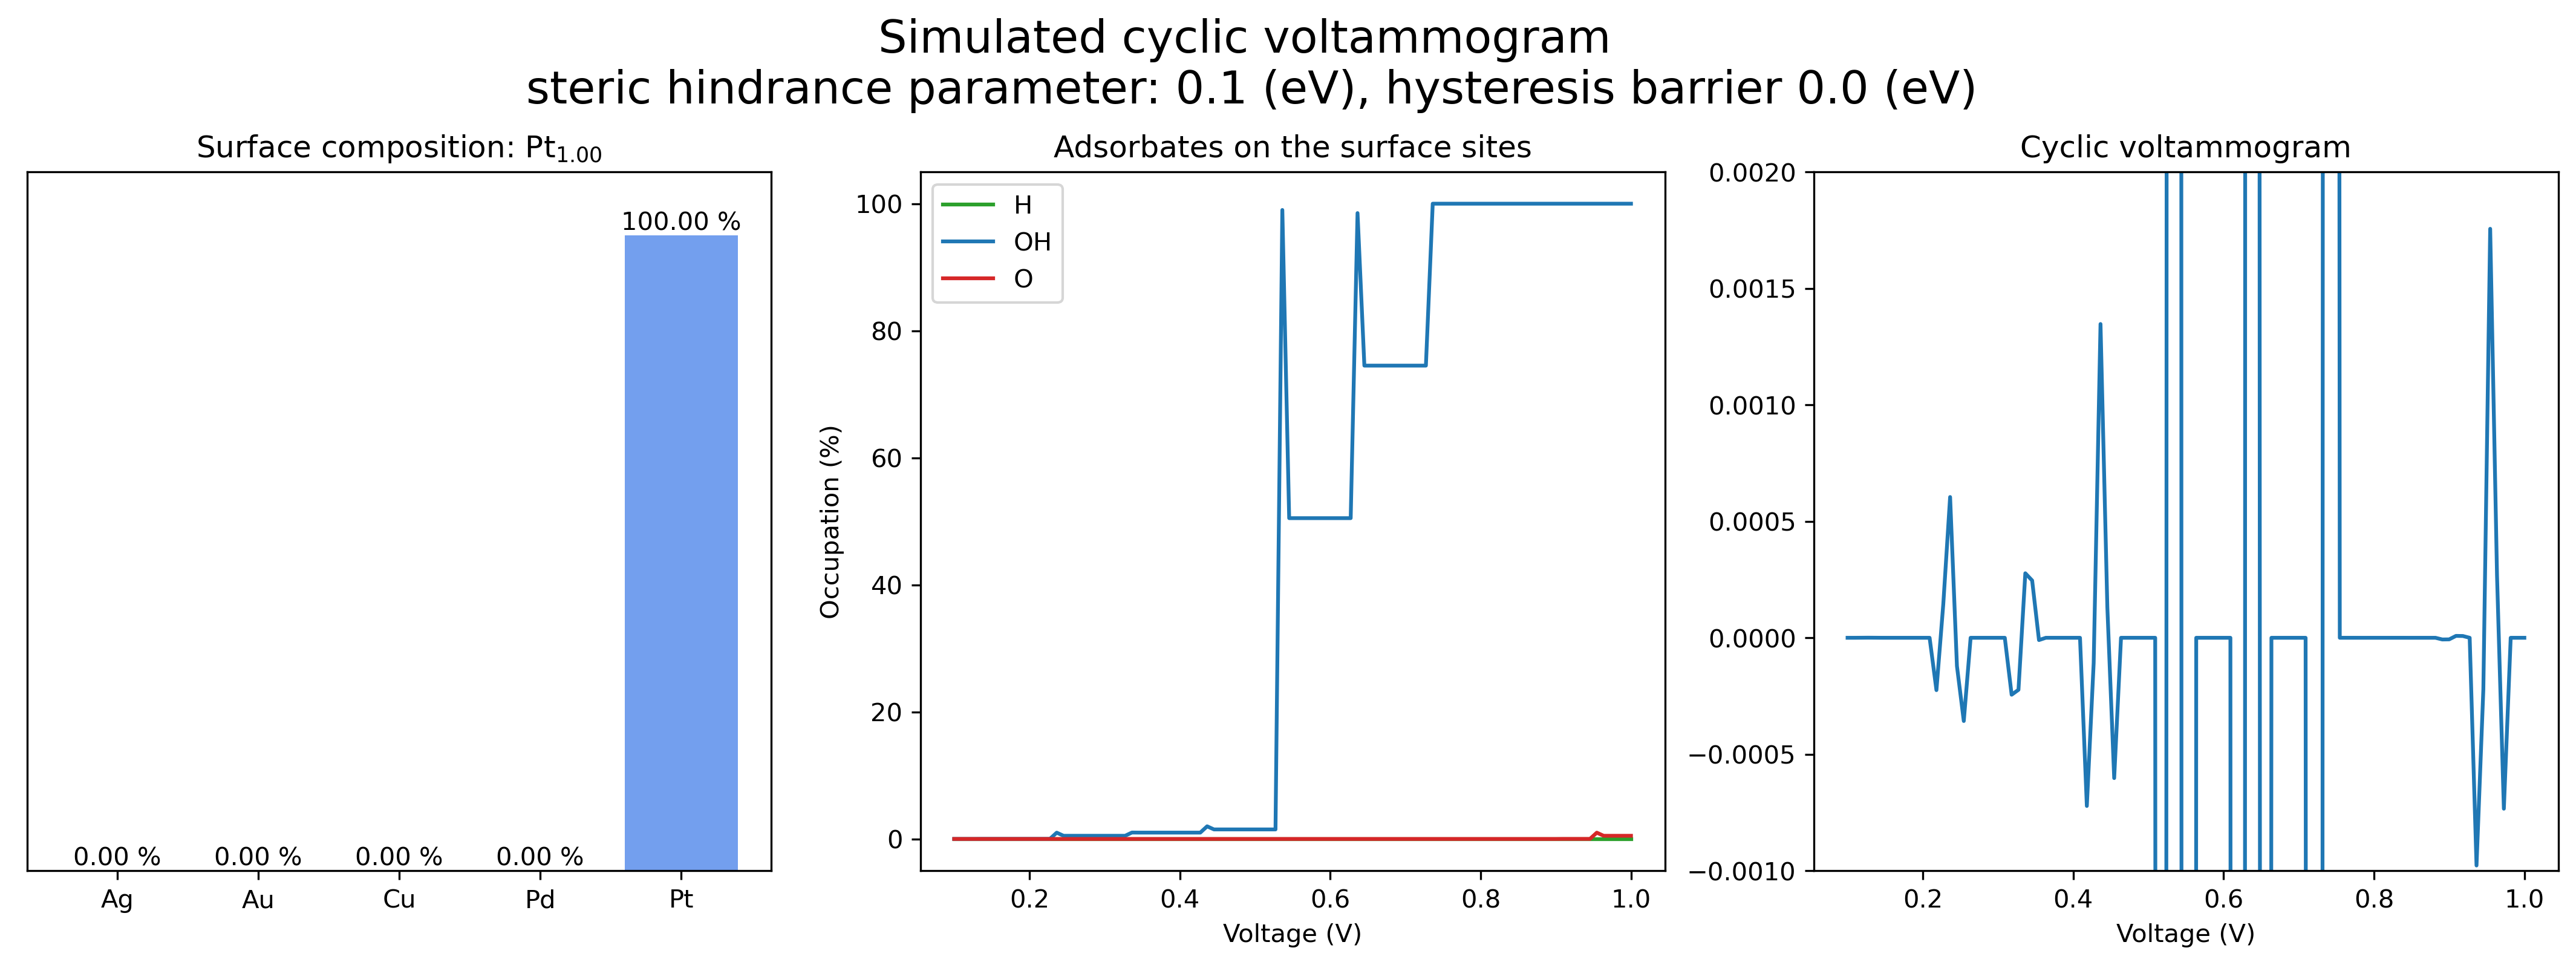 Simulated cyclic voltammogram
steric hindrance parameter: 0.1 (eV), hysteresis barrier 0.0 (eV)
Surface composition: Pt₁.₀₀
100.00 %
0.00 %
0.00 %
0.00 %
0.00 %
Ag
Au
Cu
Pd
Pt
Adsorbates on the surface sites
H
OH
O
100
80
60
40
20
0
Occupation (%)
0.2
0.4
0.6
0.8
1.0
Voltage (V)
Cyclic voltammogram
0.0020
0.0015
0.0010
0.0005
0.0000
−0.0005
−0.0010
0.2
0.4
0.6
0.8
1.0
Voltage (V)